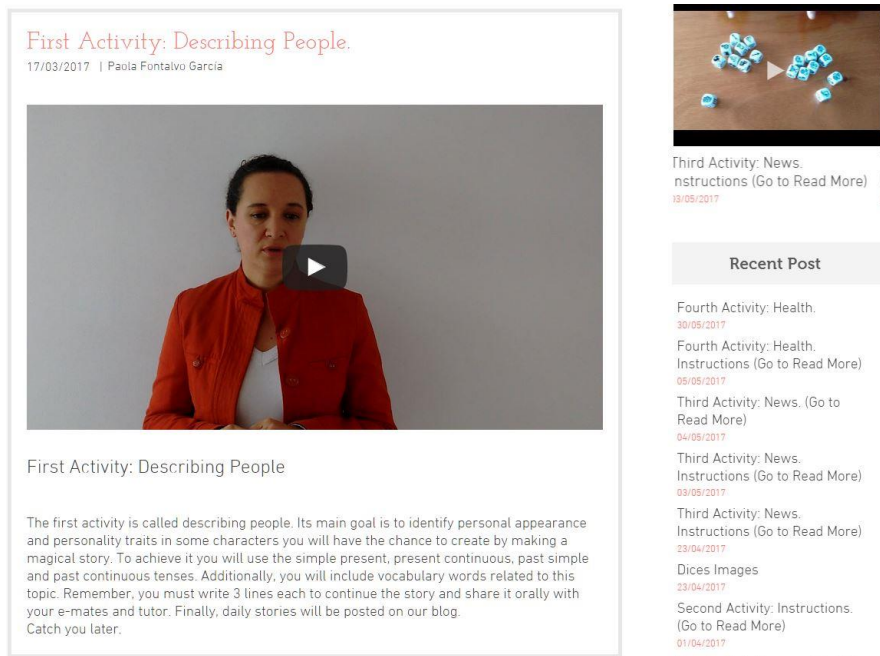 First Activity: Describing People.
17/03/2017 | Paola Fontalvo García
First Activity: Describing People
The first activity is called describing people. Its main goal is to identify personal appearance
and personality traits in some characters you will have the chance to create by making a
magical story. To achieve it you will use the simple present, present continuous, past simple
and past continuous tenses. Additionally, you will include vocabulary words related to this
topic. Remember, you must write 3 lines each to continue the story and share it orally with
your e-mates and tutor. Finally, daily stories will be posted on our blog.
Catch you later.
Third Activity: News.
nstructions (Go to Read More)
03/05/2017
Recent Post
Fourth Activity: Health.
30/05/2017
Fourth Activity: Health.
Instructions (Go to Read More)
05/05/2017
Third Activity: News. (Go to
Read More)
04/05/2017
Third Activity: News.
Instructions (Go to Read More)
03/05/2017
Third Activity: News.
Instructions (Go to Read More)
23/04/2017
Dices Images
23/04/2017
Second Activity: Instructions.
(Go to Read More)
01/04/2017